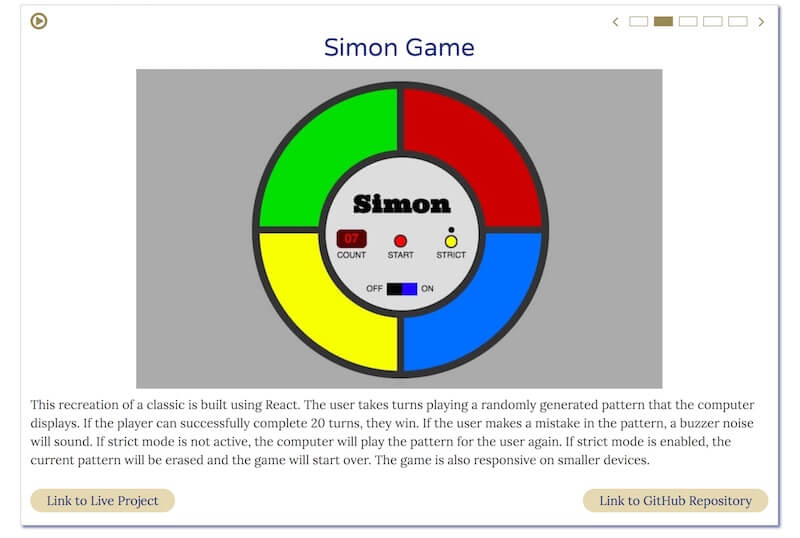 Simon Game
Simon
07
COUNT START STRICT
OFF ON
This recreation of a classic is built using React. The user takes turns playing a randomly generated pattern that the computer
displays. If the player can successfully complete 20 turns, they win. If the user makes a mistake in the pattern, a buzzer noise
will sound. If strict mode is not active, the computer will play the pattern for the user again. If strict mode is enabled, the
current pattern will be erased and the game will start over. The game is also responsive on smaller devices.
Link to Live Project
Link to GitHub Repository